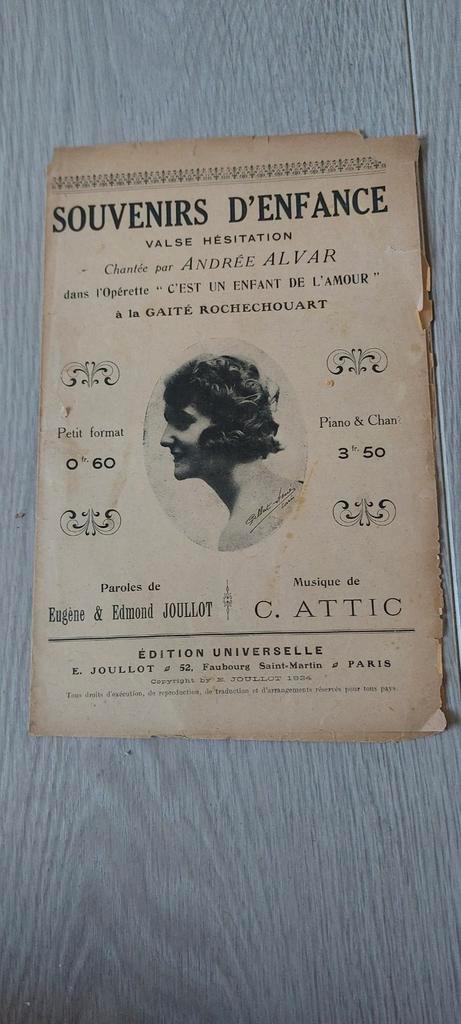 SOUVENIRS D'ENFANCE
VALSE HÉSITATION
Chantée par ANDRÉE ALVAR
dans l'Opérette " C'EST UN ENFANT DE L'AMOUR "
à la GAITÉ ROCHECHOUART
Petit format
0 fr. 60
Piano & Chan
3 fr. 50
Paroles de
Eugène & Edmond JOULLOT
Musique de
C. ATTIC
ÉDITION UNIVERSELLE
E. JOULLOT 52, Faubourg Saint-Martin PARIS
Copyright by E. JOULLOT 1924
Tous droits d'exécution, de reproduction, de traduction et d'arrangements réservés pour tous pays.